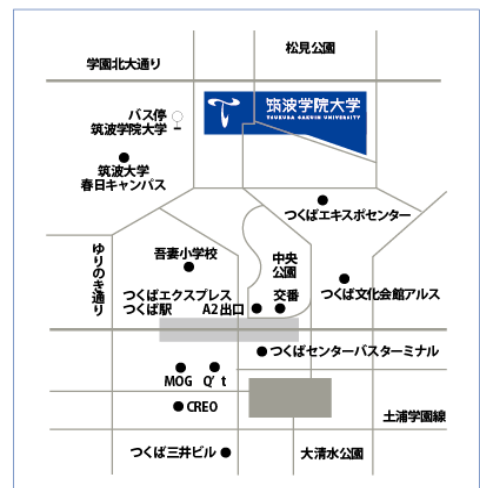 松見公園
学園北大通り
筑波学院大学
TSUKUBA GAKUIN UNIVERSITY
バス停
筑波学院大学
筑波大学
春日キャンパス
つくばエキスポセンター
ゆりのき通り
吾妻小学校
中央
公園
つくば文化会館アルス
つくばエクスプレス
つくば駅
A2出口
交番
つくばセンターバスターミナル
MOG
Q't
CREO
土浦学園線
つくば三井ビル
大清水公園